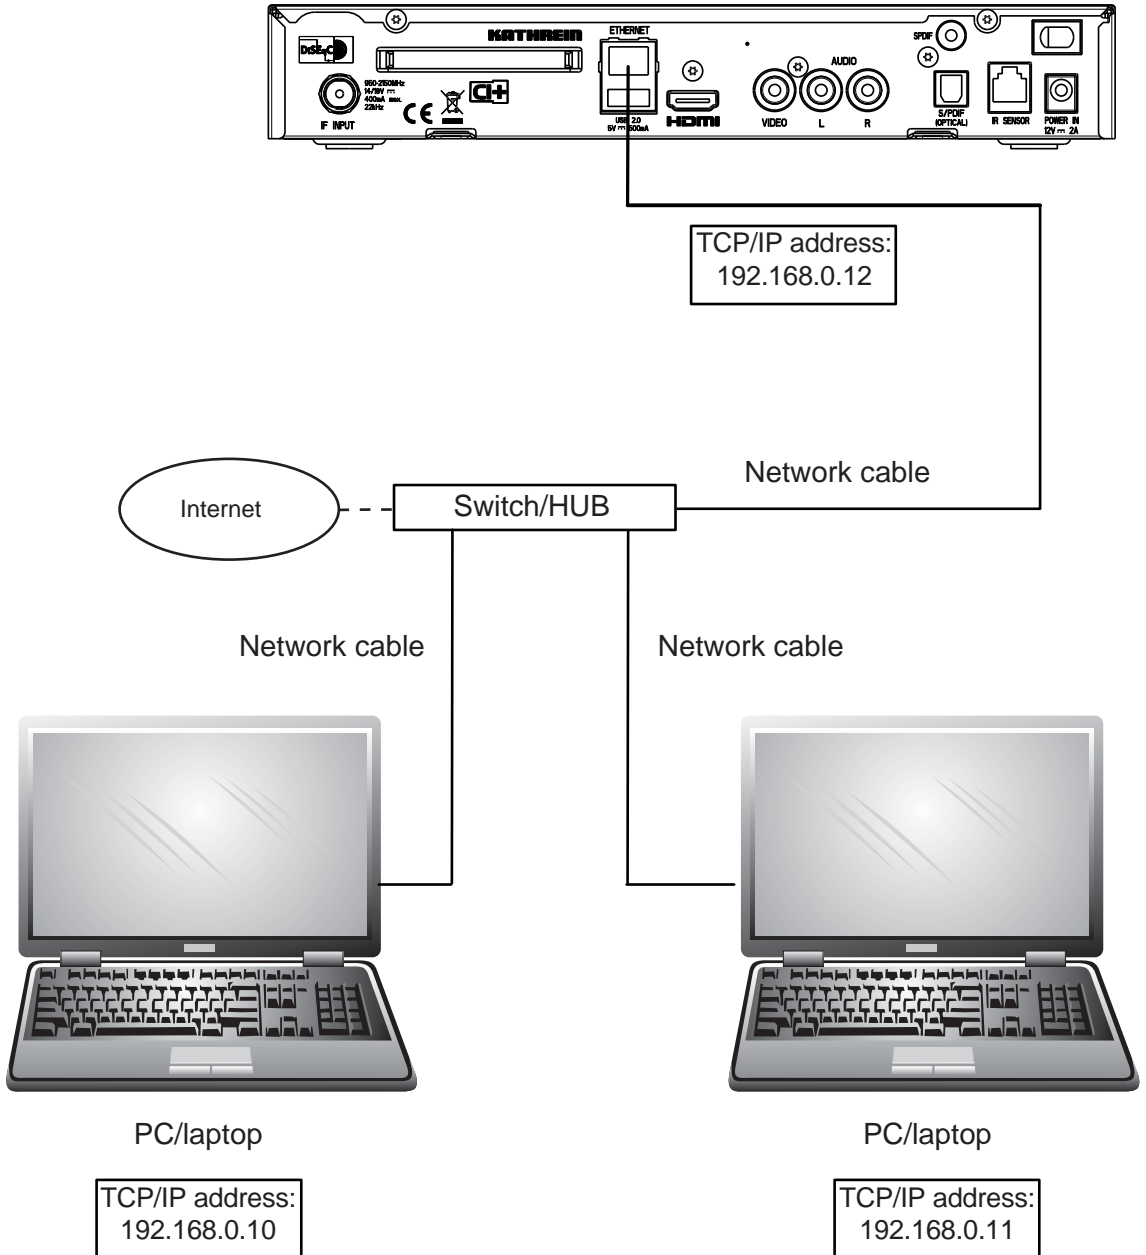 KATHREIN
ETHERNET
SPDIF
AUDIO
DiSEqC
950-2150MHz
14/18V
400mA max.
22kHz
CE
CI+
IF INPUT
USB 2.0
5V 500mA
HDMI
VIDEO
L
R
S/PDIF
(OPTICAL)
IR SENSOR
POWER IN
12V 2A
TCP/IP address:
192.168.0.12
Network cable
Internet
Switch/HUB
Network cable
Network cable
PC/laptop
PC/laptop
TCP/IP address:
192.168.0.10
TCP/IP address:
192.168.0.11